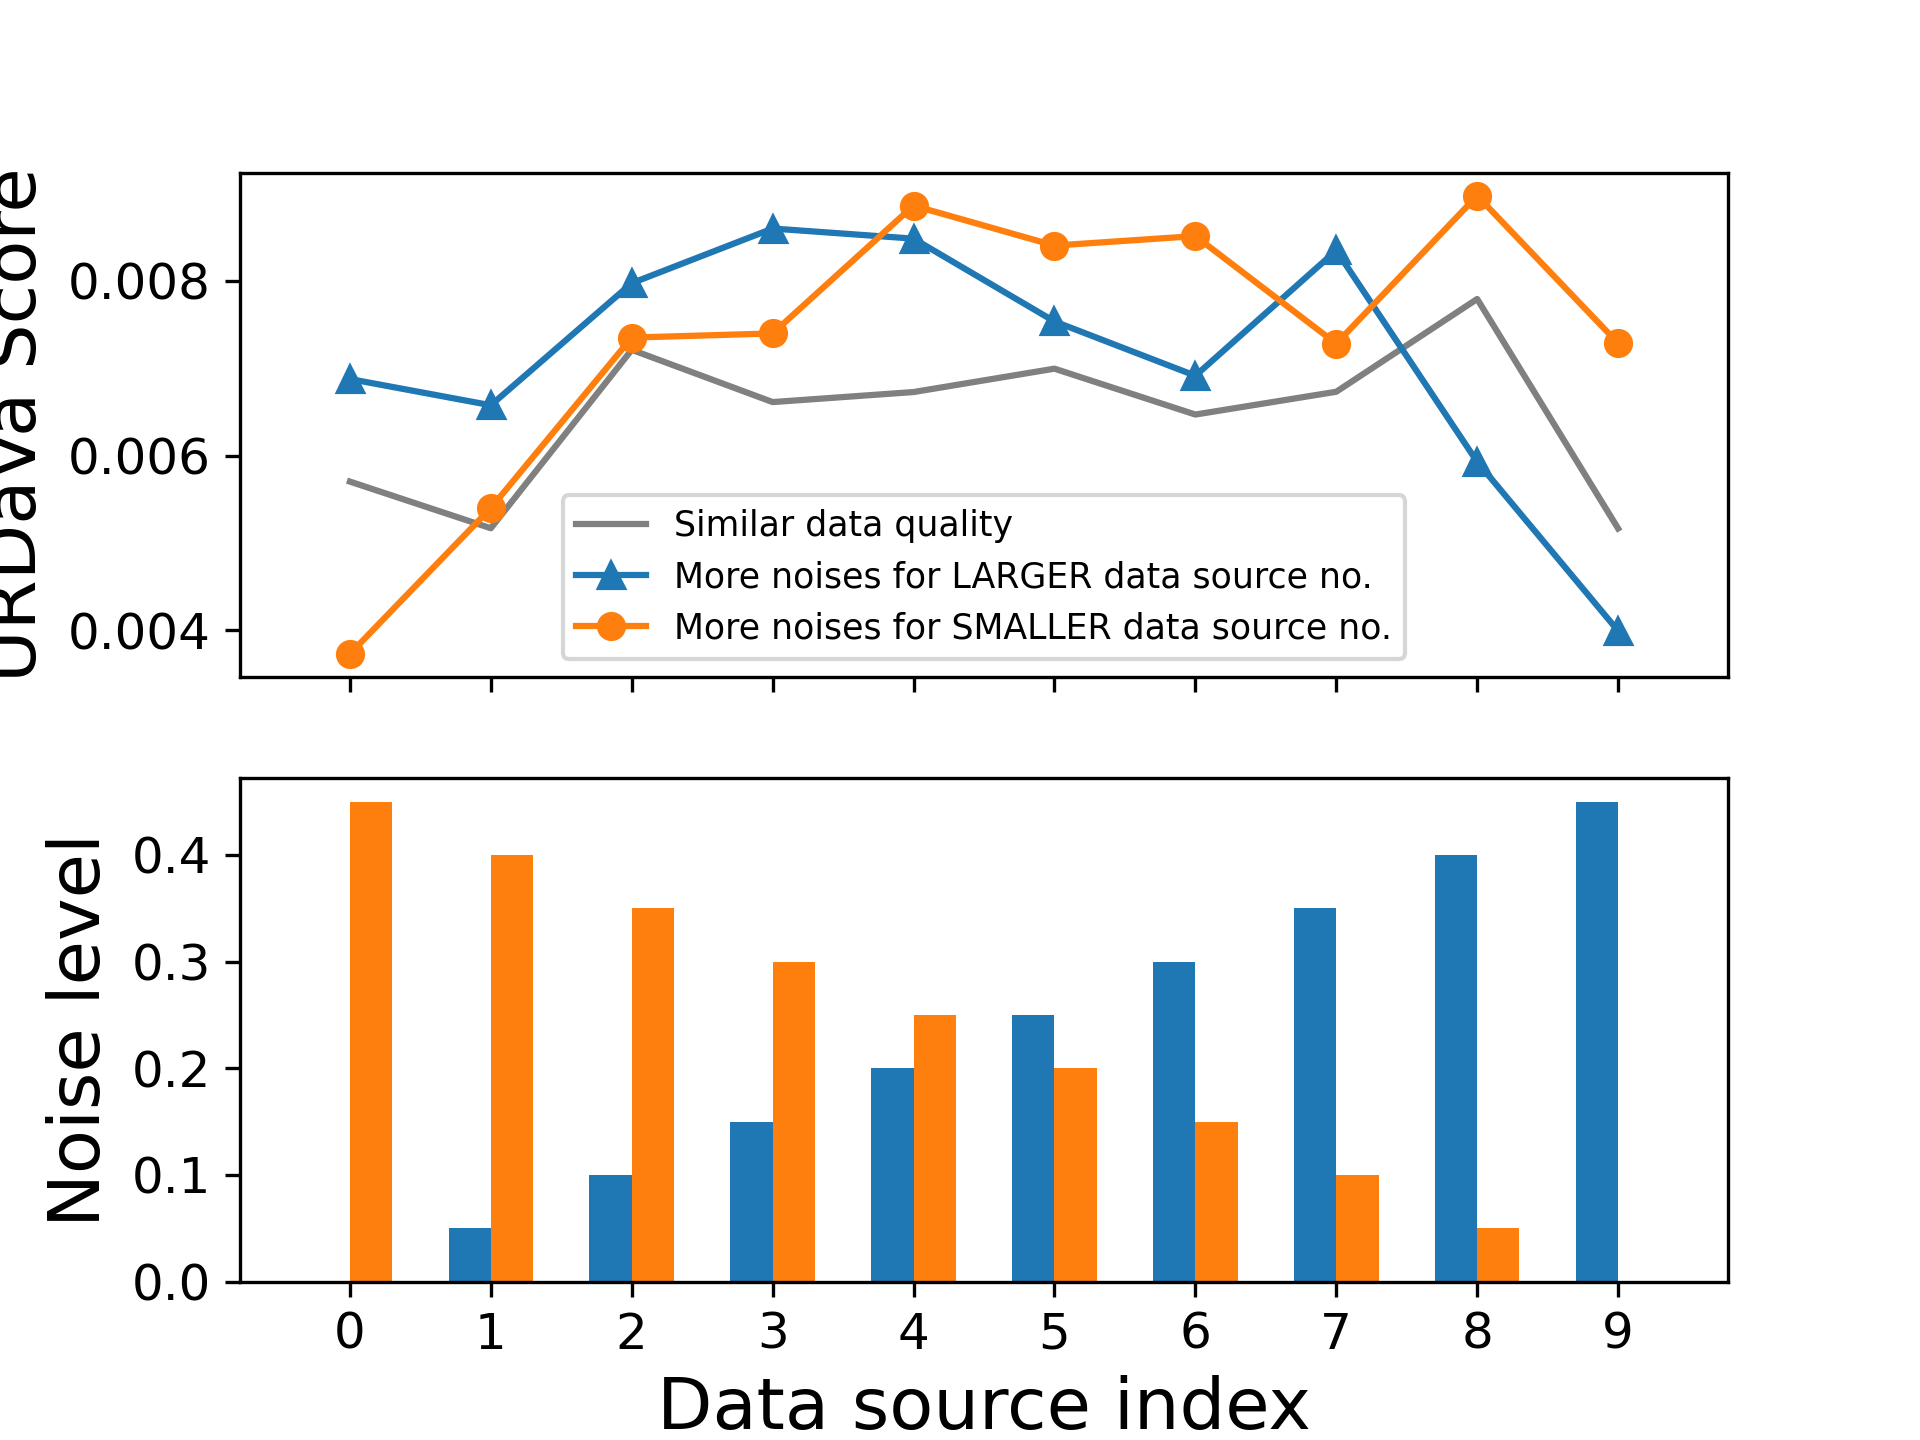 URDaVa Score
0.008
0.006
0.004
Similar data quality
More noises for LARGER data source no.
More noises for SMALLER data source no.
Noise level
0.4
0.3
0.2
0.1
0.0
0 1 2 3 4 5 6 7 8 9
Data source index